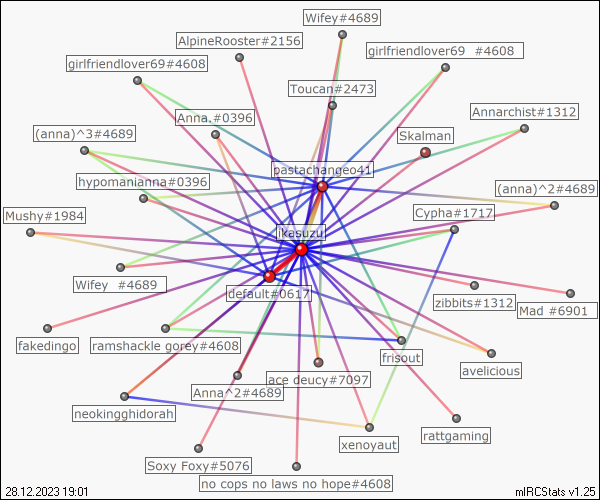 Wifey#4689
AlpineRooster#2156
girlfriendlover69 #4608
girlfriendlover69#4608
Toucan#2473
Annarchist#1312
Anna.#0396
(anna)^3#4689
Skalman
pastachangeo41
hypomanianna#0396
(anna)^2#4689
Mushy#1984
Cypha#1717
ikasuzu
Wifey #4689
default#0617
zibbits#1312
Mad #6901
fakedingo
ramshackle gorey#4608
frisout
avelicious
ace deucy#7097
Anna^2#4689
neokingghidorah
rattgaming
xenoyaut
Soxy Foxy#5076
no cops no laws no hope#4608
28.12.2023 19:01
mIRCStats v1.25